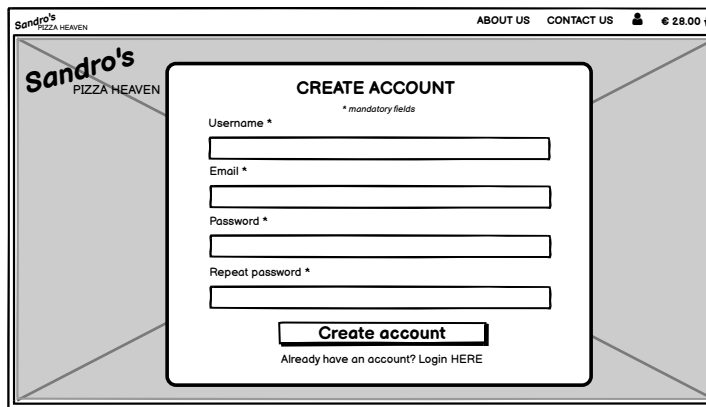 Sandro's
PIZZA HEAVEN
ABOUT US CONTACT US € 28.00
Sandro's
PIZZA HEAVEN
CREATE ACCOUNT
* mandatory fields
Username *
Email *
Password *
Repeat password *
Create account
Already have an account? Login HERE